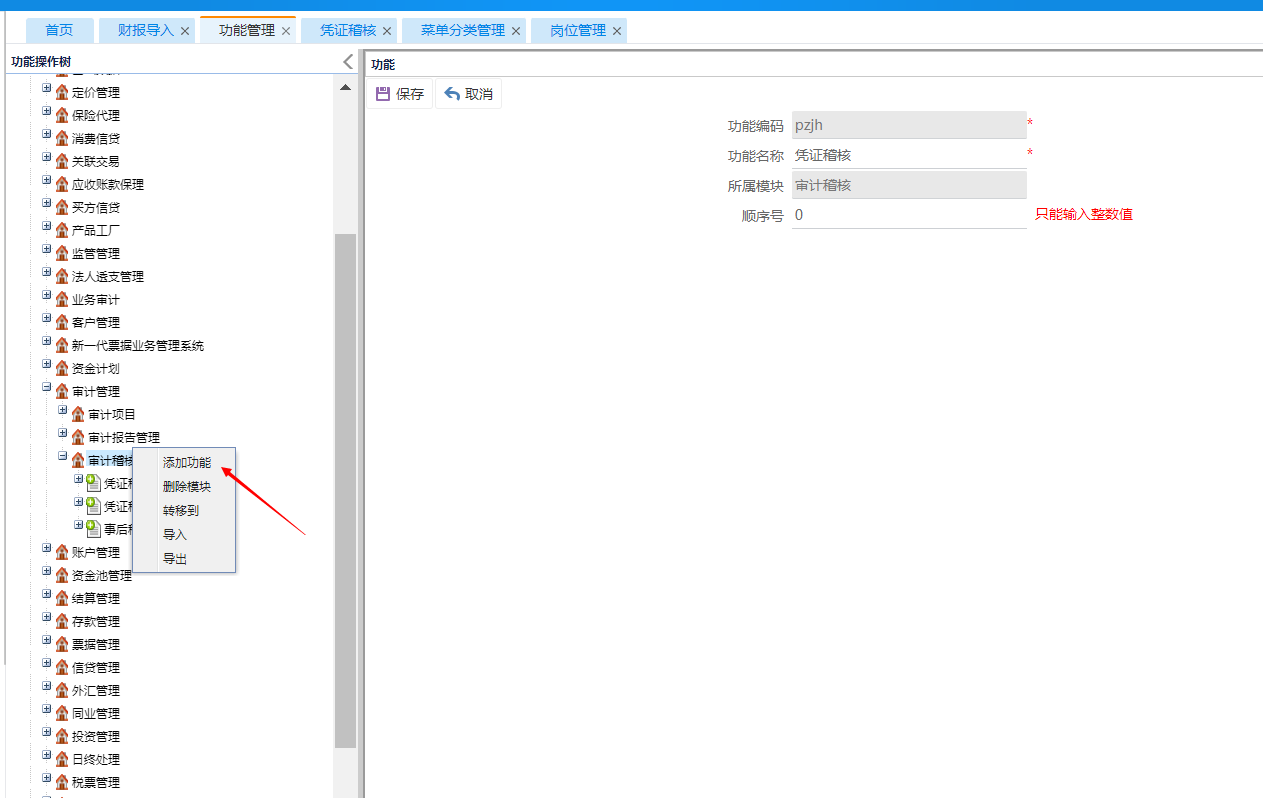 首页 财报导入 功能管理 凭证稽核 菜单分类管理 岗位管理
功能操作树
定价管理
保险代理
消费信贷
关联交易
应收账款保理
买方信贷
产品工厂
监管管理
法人透支管理
业务审计
客户管理
新一代票据业务管理系统
资金计划
审计管理
审计项目
审计报告管理
审计稽核
凭证
凭证
事后
账户管理
资金池管理
结算管理
存款管理
票据管理
信贷管理
外汇管理
同业管理
投资管理
日终处理
税票管理
添加功能
删除模块
转移到
导入
导出
功能
保存 取消
功能编码 pzjh *
功能名称 凭证稽核 *
所属模块 审计稽核
顺序号 0 只能输入整数值